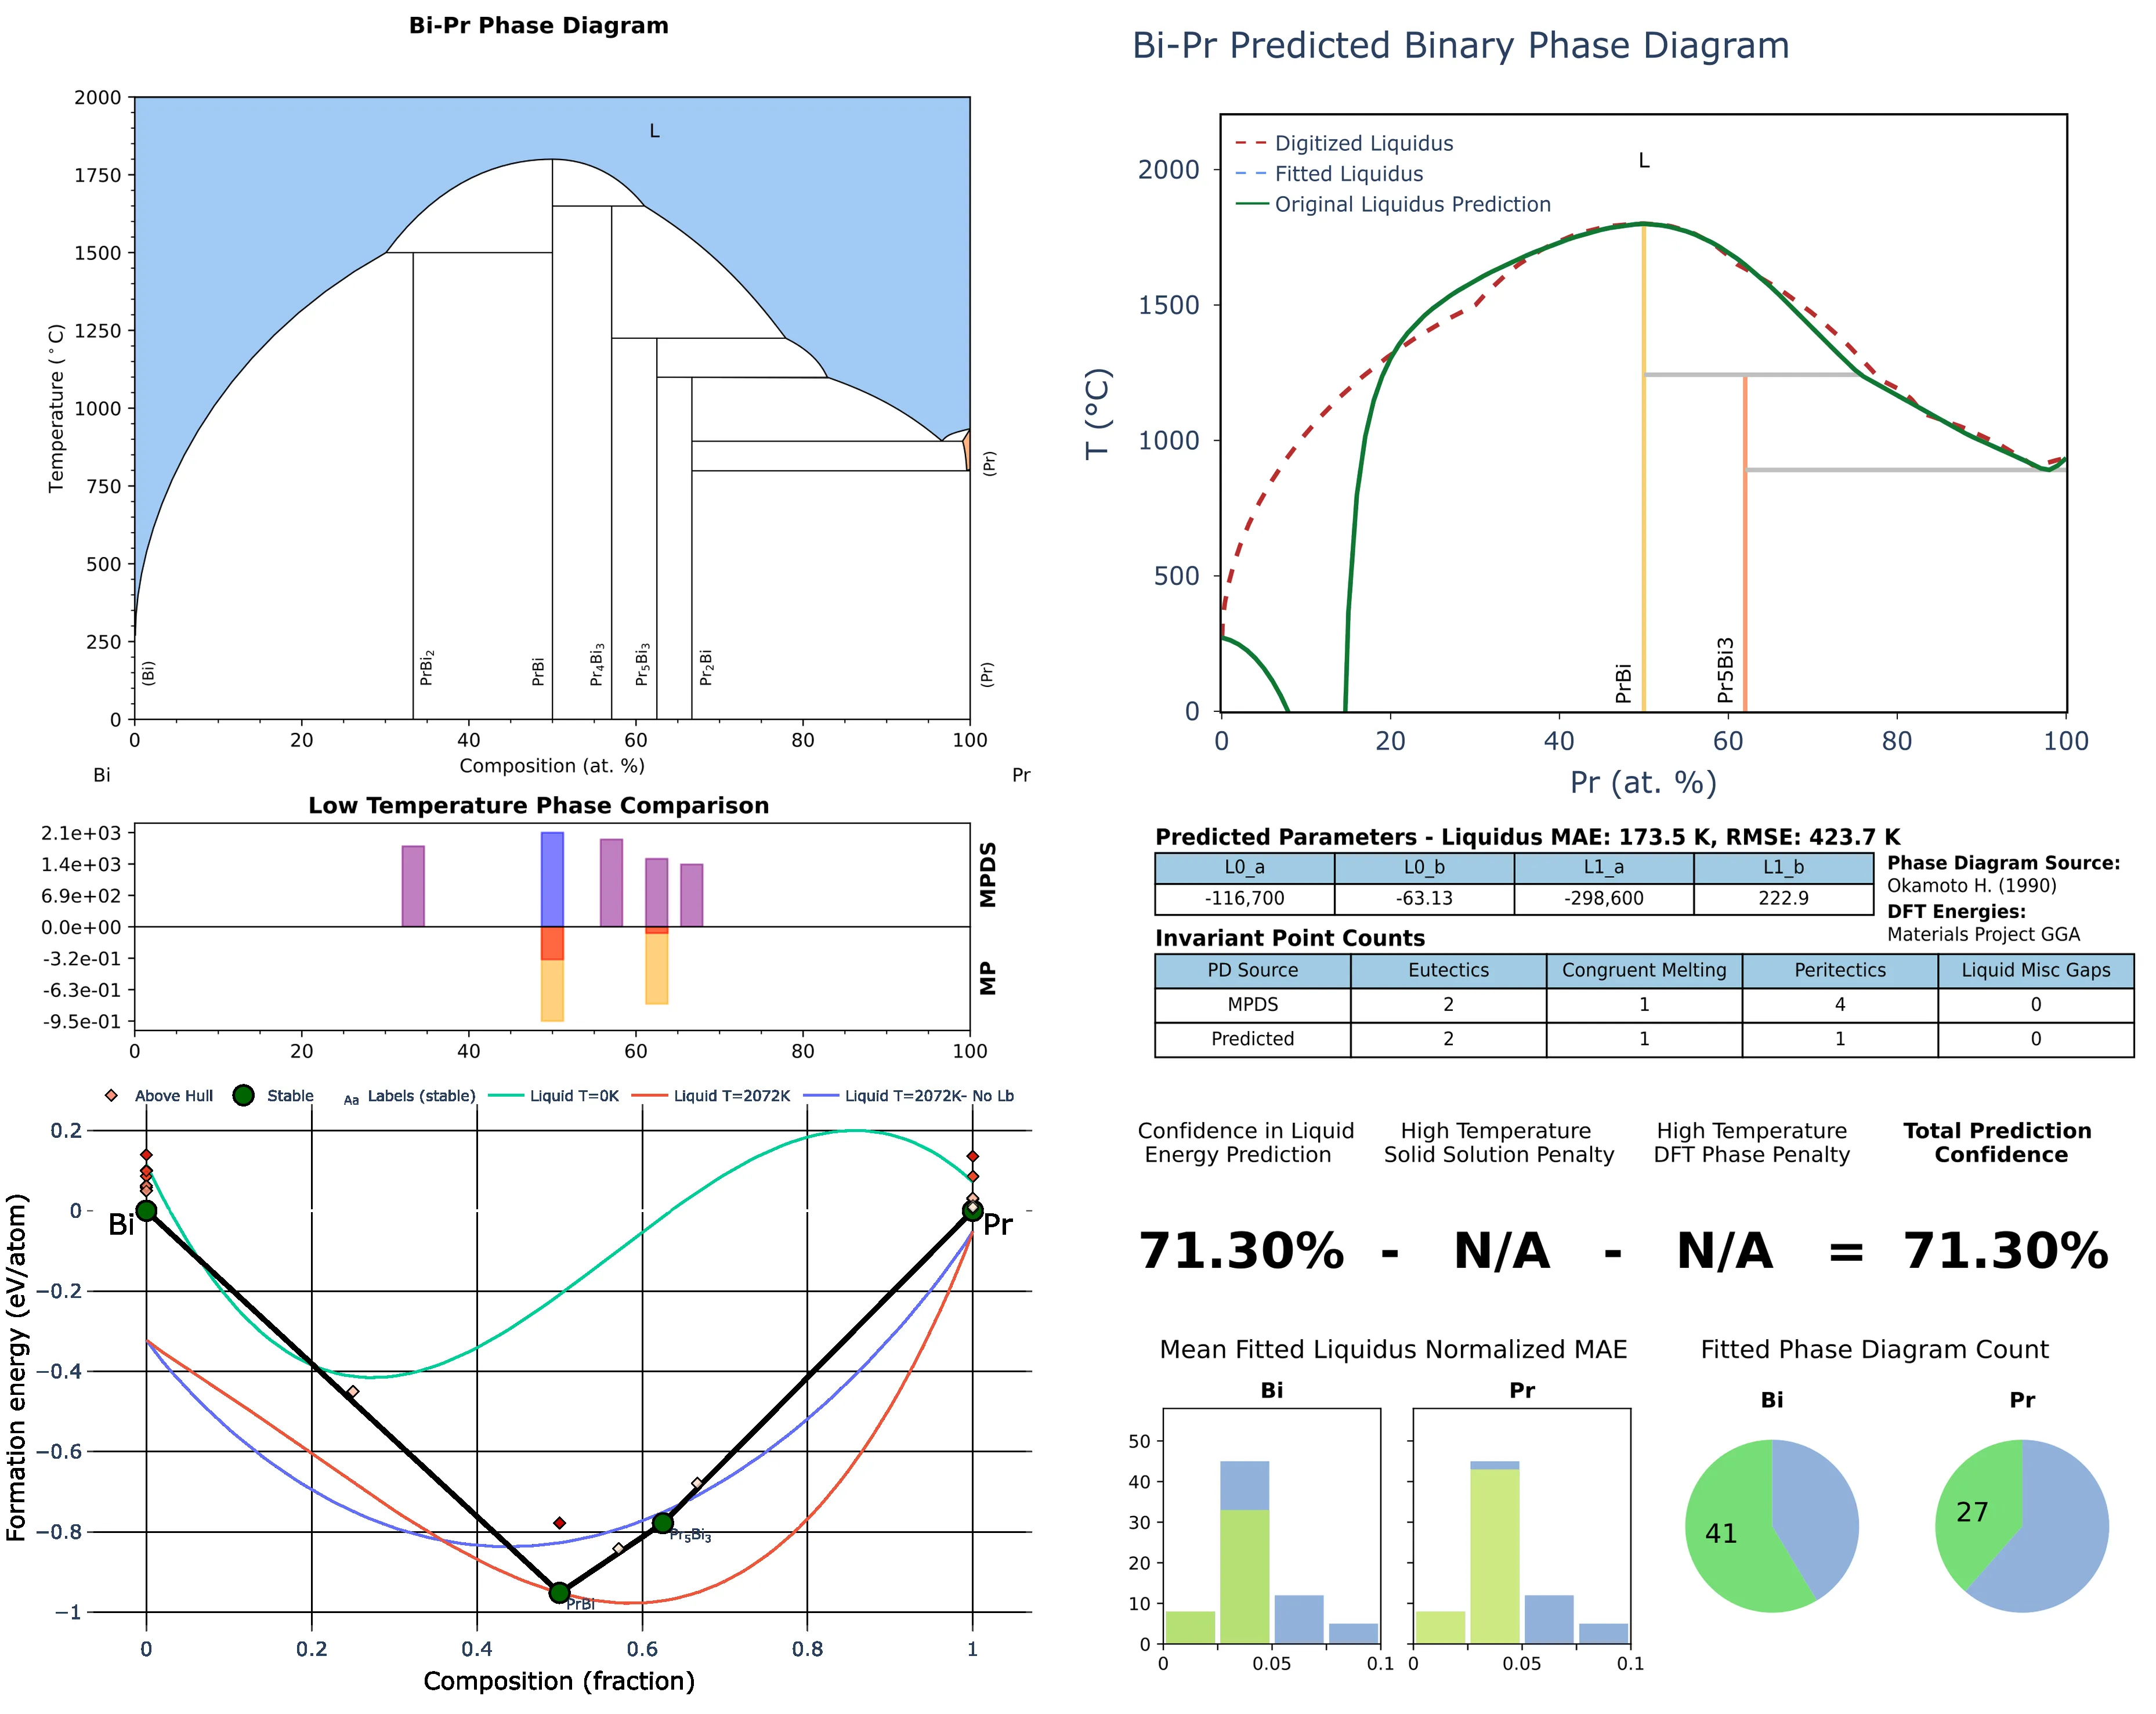 Bi-Pr Phase Diagram
2000
1750
1500
1250
1000
750
500
250
0
Temperature (°C)
L
(Bi)
PrBi₂
PrBi
Pr₄Bi₃
Pr₅Bi₃
Pr₂Bi
(Pr)
(Pr)
0 20 40 60 80 100
Composition (at. %)
Bi Pr
Low Temperature Phase Comparison
2.1e+03
1.4e+03
6.9e+02
0.0e+00
-3.2e-01
-6.3e-01
-9.5e-01
MPDS
MP
0 20 40 60 80 100
Above Hull Stable Aa Labels (stable) Liquid T=0K Liquid T=2072K Liquid T=2072K- No Lb
0.2
0
−0.2
−0.4
−0.6
−0.8
−1
Formation energy (eV/atom)
Bi
Pr
Pr₅Bi₃
PrBi
0 0.2 0.4 0.6 0.8 1
Composition (fraction)
Bi-Pr Predicted Binary Phase Diagram
Digitized Liquidus
Fitted Liquidus
Original Liquidus Prediction
L
2000
1500
1000
500
0
T (°C)
PrBi
Pr5Bi3
0 20 40 60 80 100
Pr (at. %)
Predicted Parameters - Liquidus MAE: 173.5 K, RMSE: 423.7 K
L0_a L0_b L1_a L1_b
-116,700 -63.13 -298,600 222.9
Phase Diagram Source:
Okamoto H. (1990)
DFT Energies:
Materials Project GGA
Invariant Point Counts
PD Source Eutectics Congruent Melting Peritectics Liquid Misc Gaps
MPDS 2 1 4 0
Predicted 2 1 1 0
Confidence in Liquid
Energy Prediction
High Temperature
Solid Solution Penalty
High Temperature
DFT Phase Penalty
Total Prediction
Confidence
71.30% - N/A - N/A = 71.30%
Mean Fitted Liquidus Normalized MAE
Bi Pr
50
40
30
20
10
0
0 0.05 0.1
0 0.05 0.1
Fitted Phase Diagram Count
Bi Pr
41
27